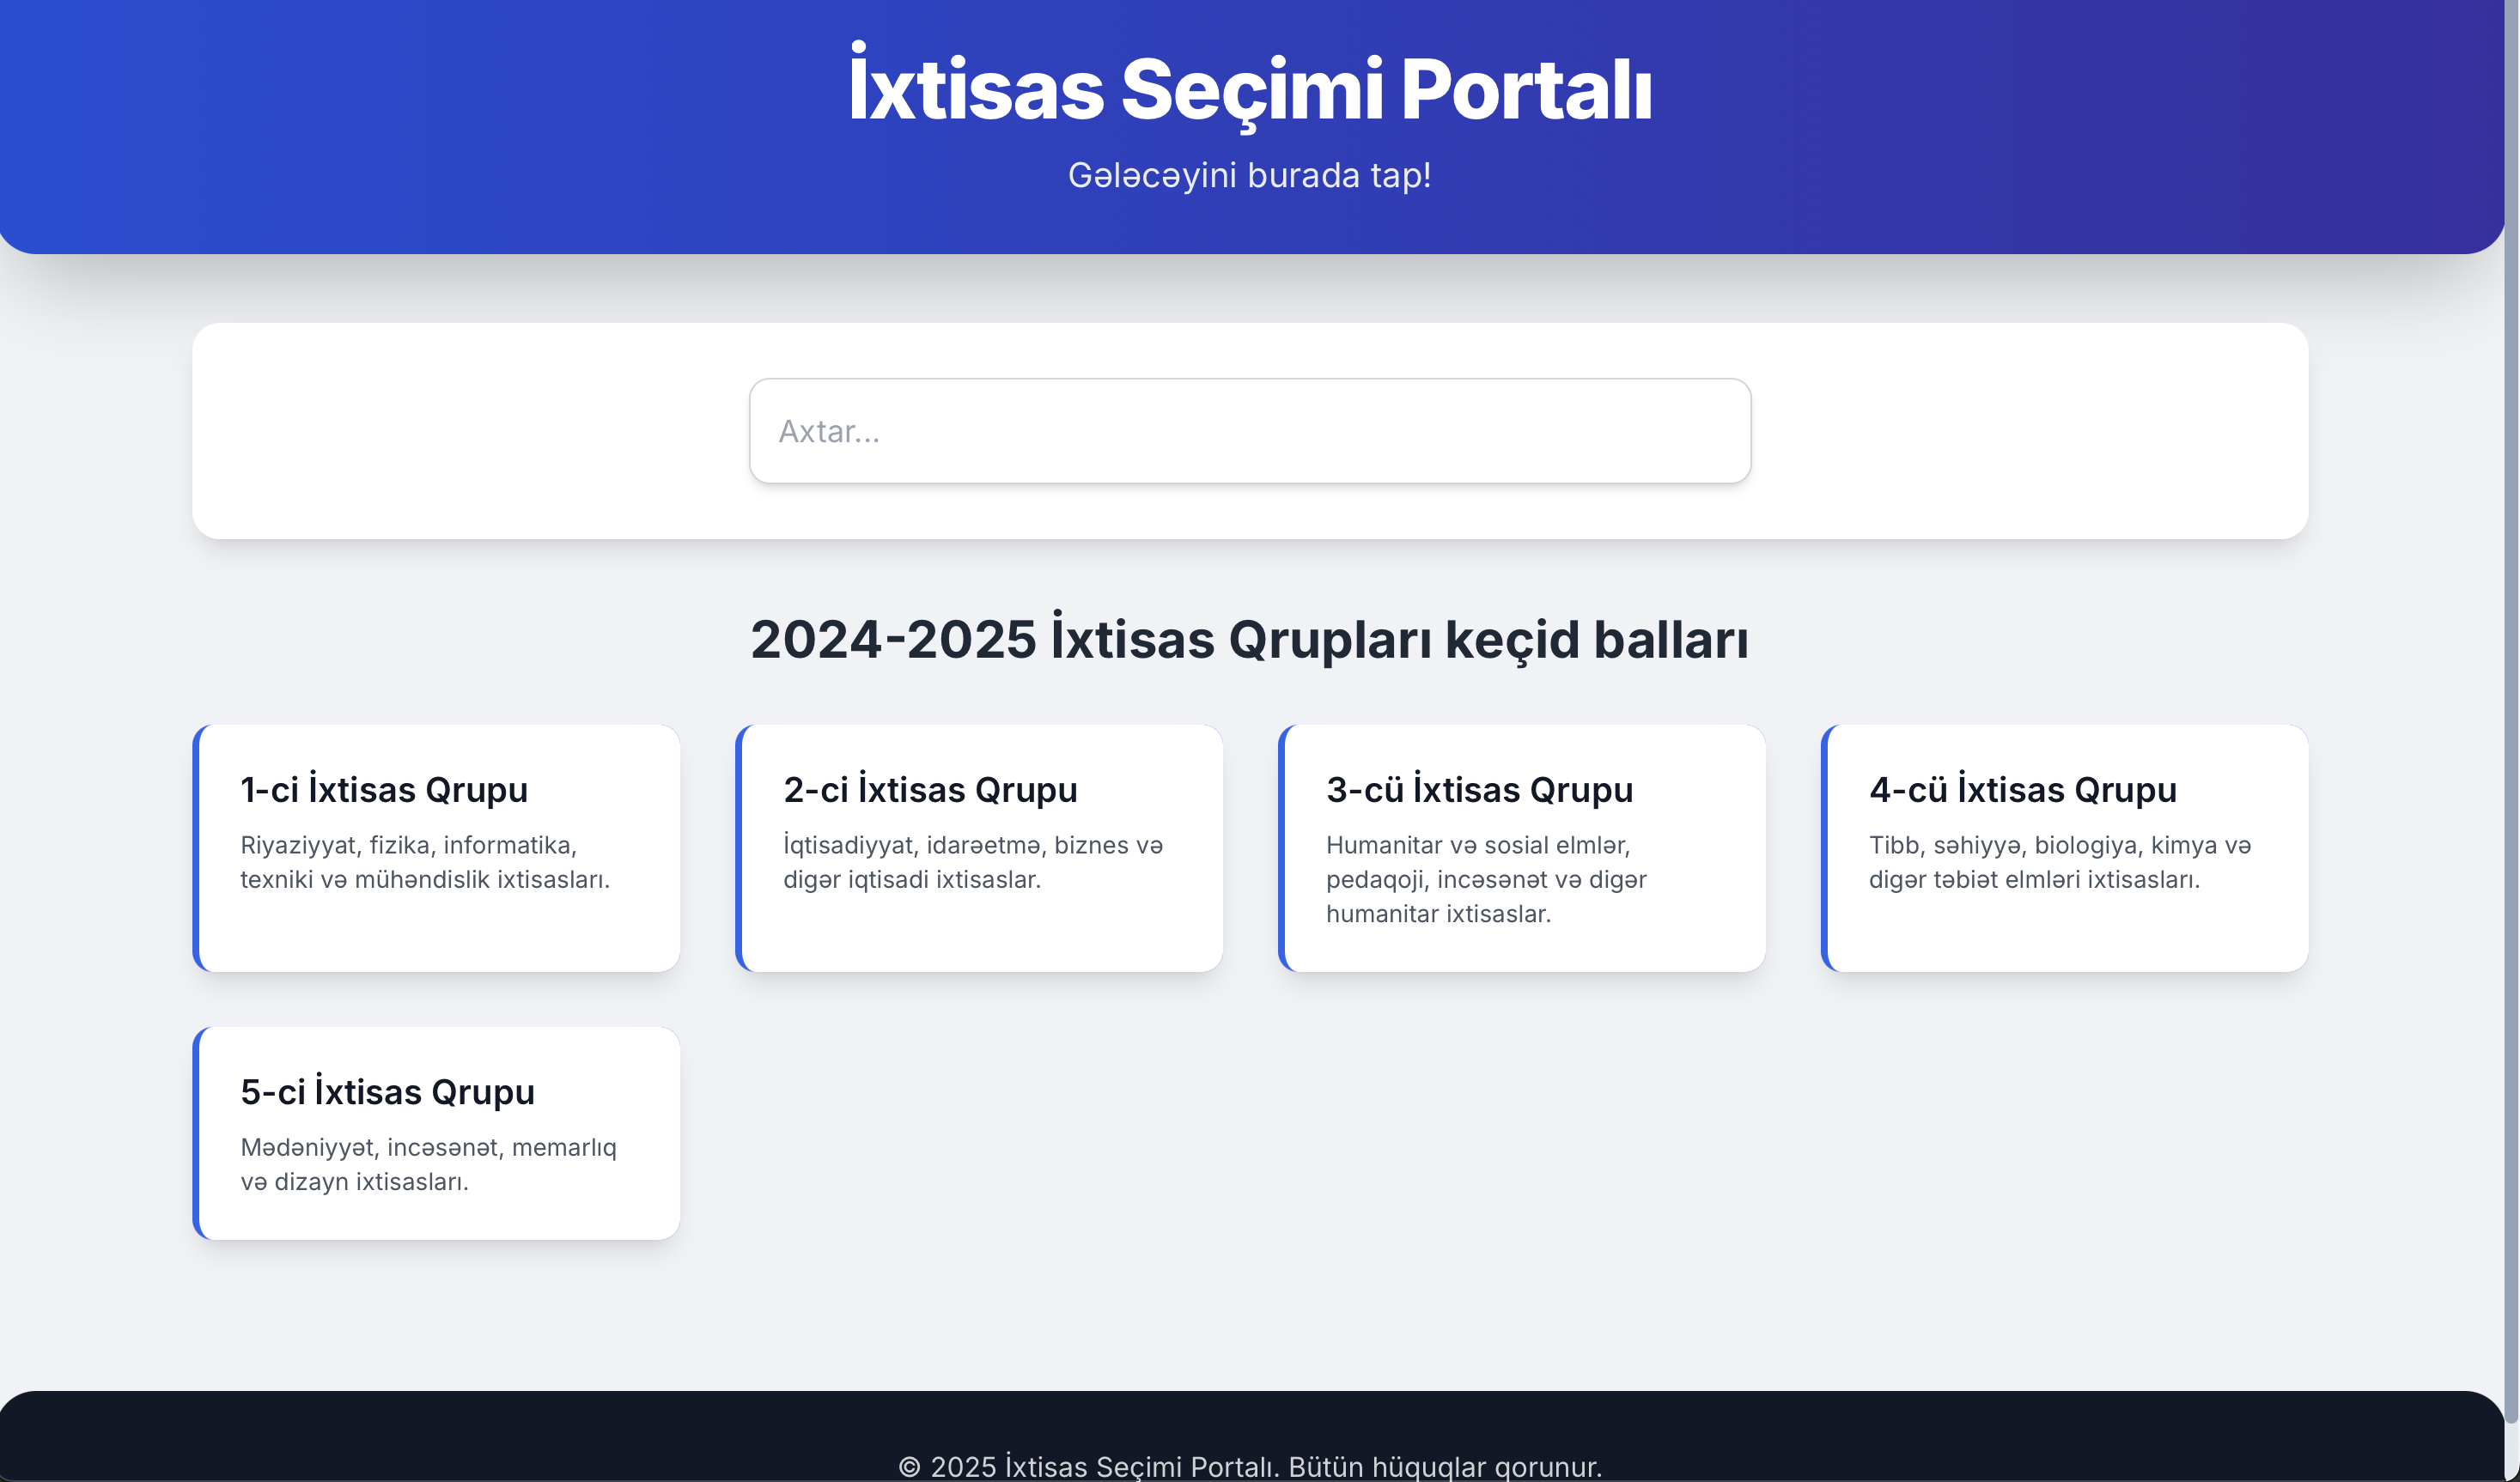 İxtisas Seçimi Portalı
Gələcəyini burada tap!
Axtar...
2024-2025 İxtisas Qrupları keçid balları
1-ci İxtisas Qrupu
Riyaziyyat, fizika, informatika,
texniki və mühəndislik ixtisasları.
2-ci İxtisas Qrupu
İqtisadiyyat, idarəetmə, biznes və
digər iqtisadi ixtisaslar.
3-cü İxtisas Qrupu
Humanitar və sosial elmlər,
pedaqoji, incəsənət və digər
humanitar ixtisaslar.
4-cü İxtisas Qrupu
Tibb, səhiyyə, biologiya, kimya və
digər təbiət elmləri ixtisasları.
5-ci İxtisas Qrupu
Mədəniyyət, incəsənət, memarlıq
və dizayn ixtisasları.
© 2025 İxtisas Seçimi Portalı. Bütün hüquqlar qorunur.